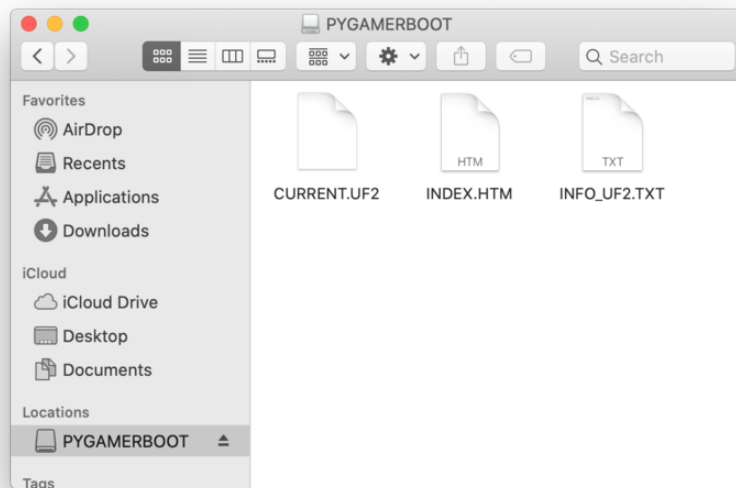 PYGAMERBOOT
Search
Favorites
AirDrop
Recents
Applications
Downloads
iCloud
iCloud Drive
Desktop
Documents
Locations
PYGAMERBOOT
Tags
HTM
TXT
CURRENT.UF2
INDEX.HTM
INFO_UF2.TXT